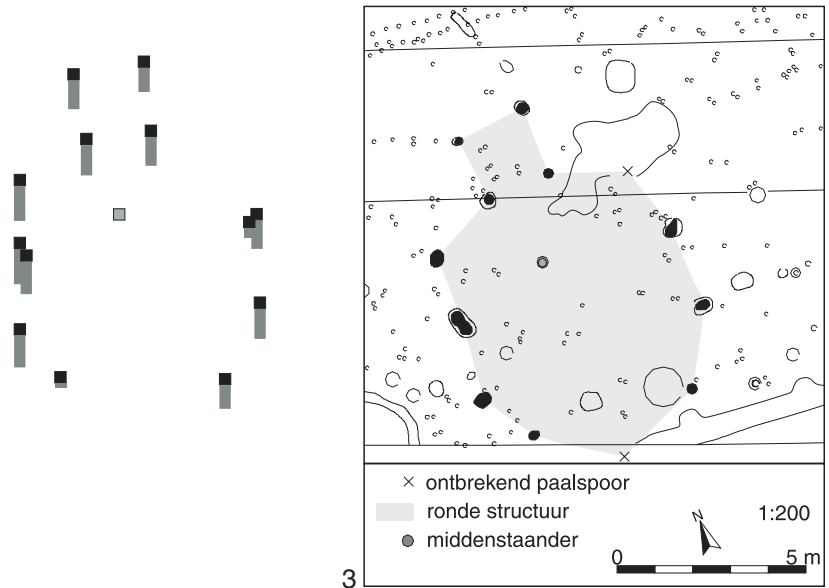 ontbrekend paalspoor
ronde structuur
middenstaander
N
1:200
0 5 m
3